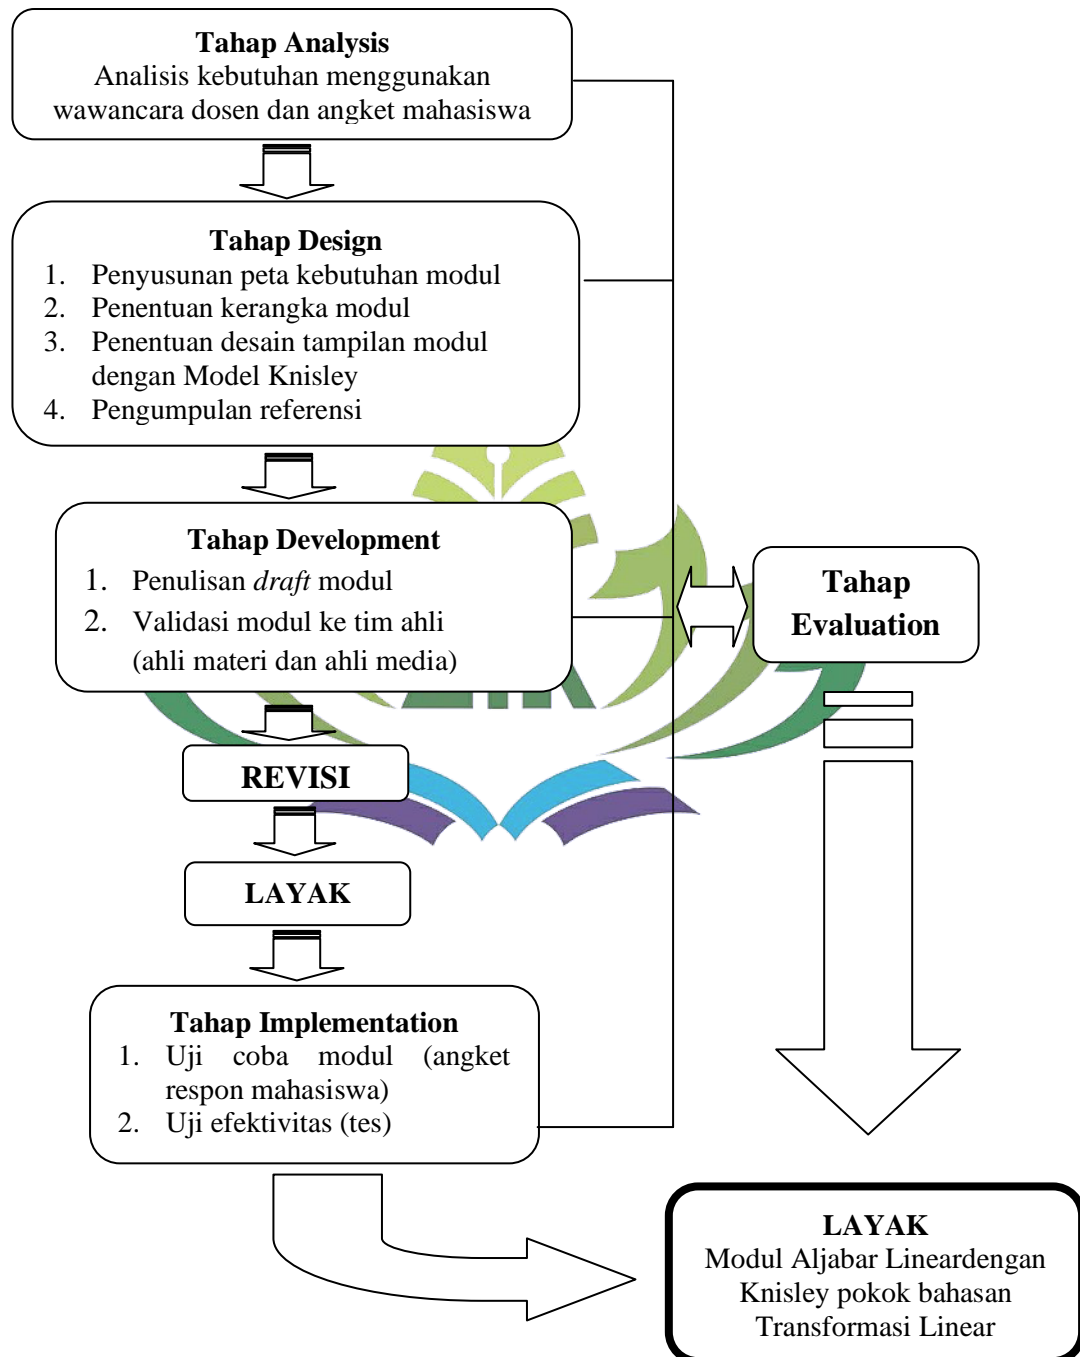 Tahap Analysis
Analisis kebutuhan menggunakan
wawancara dosen dan angket mahasiswa
Tahap Design
1. Penyusunan peta kebutuhan modul
2. Penentuan kerangka modul
3. Penentuan desain tampilan modul
dengan Model Knisley
4. Pengumpulan referensi
Tahap Development
1. Penulisan draft modul
2. Validasi modul ke tim ahli
(ahli materi dan ahli media)
Tahap
Evaluation
REVISI
LAYAK
Tahap Implementation
1. Uji coba modul (angket
respon mahasiswa)
2. Uji efektivitas (tes)
LAYAK
Modul Aljabar Lineardengan
Knisley pokok bahasan
Transformasi Linear